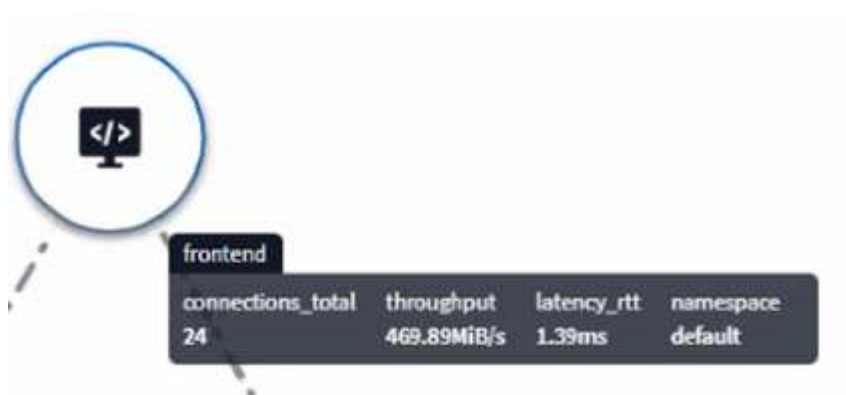 </>
frontend
connections_total throughput latency_rtt namespace
24 469.89MiB/s 1.39ms default